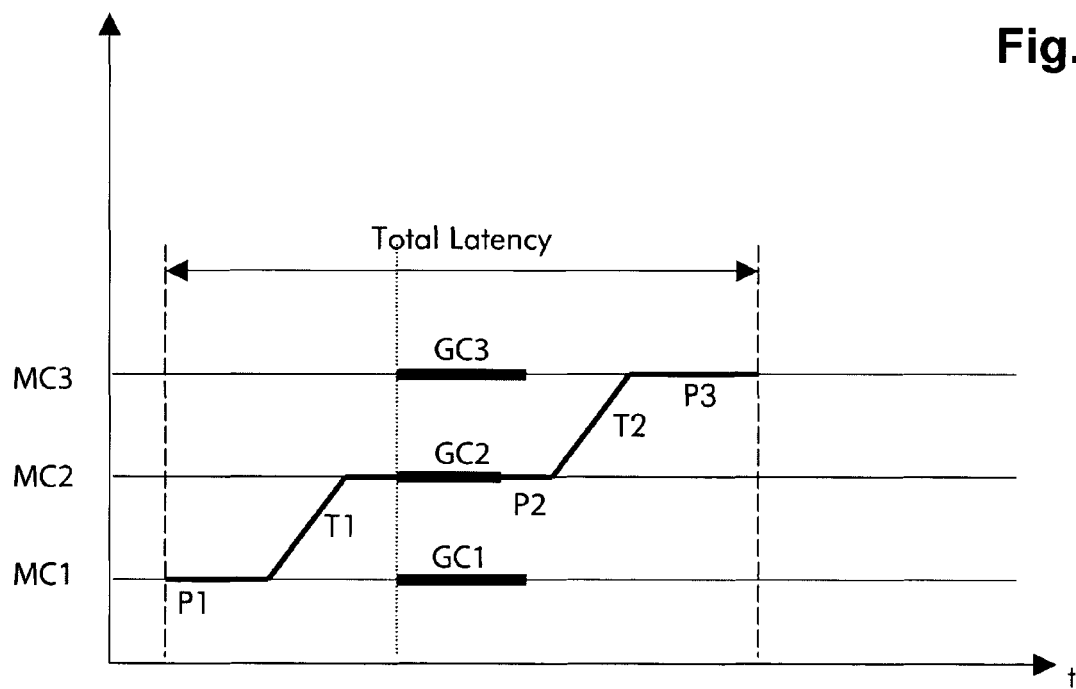 Fig.
Total Latency
GC3
MC3
P3
T2
GC2
MC2
P2
T1
GC1
MC1
P1
t